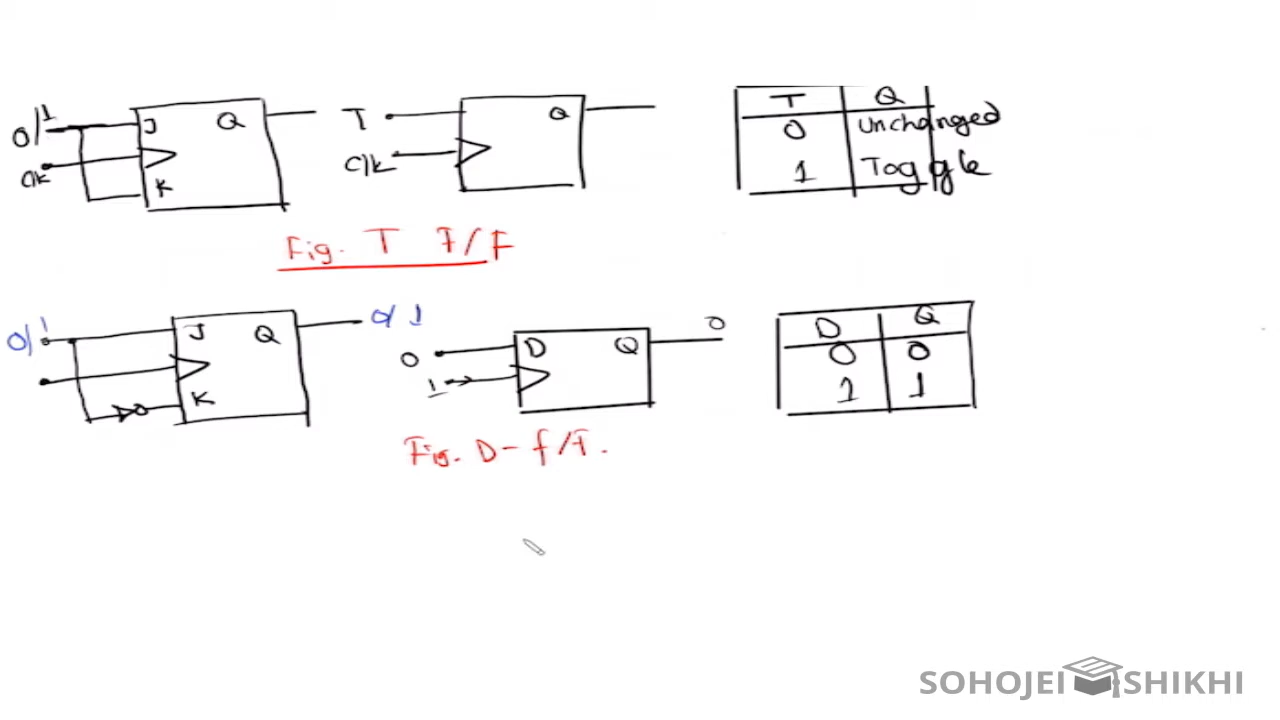 0/1 J Q
Clk K
T Q
Clk
T Q
0 Unchanged
1 Toggle
Fig. T F/F
0/1 J Q 0/1
K
0 D Q 0
1
D Q
0 0
1 1
Fig. D-f/F.
SOHOJEI SHIKHI